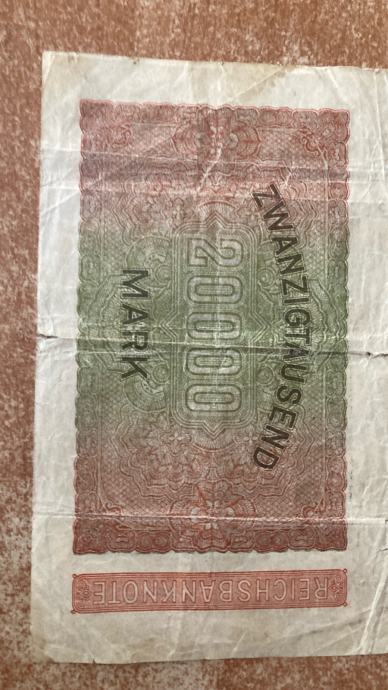 ZWANZIGTAUSEND
20000
MARK
REICHSBANKNOTE